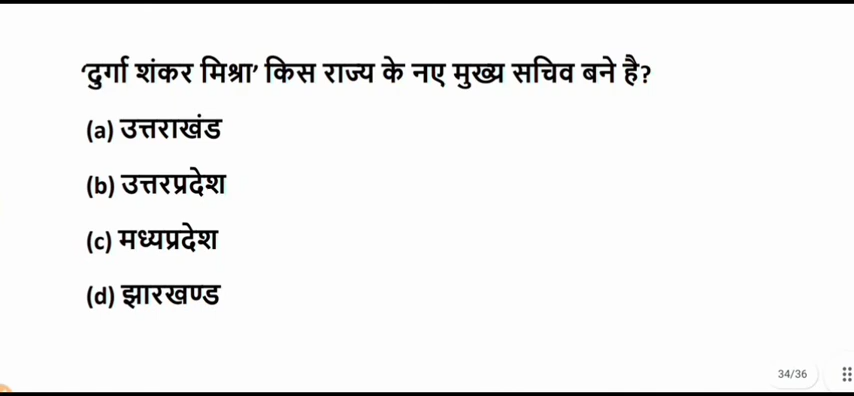 ‘दुर्गा शंकर मिश्रा’ किस राज्य के नए मुख्य सचिव बने है?
(a) उत्तराखंड
(b) उत्तरप्रदेश
(c) मध्यप्रदेश
(d) झारखण्ड
34/36